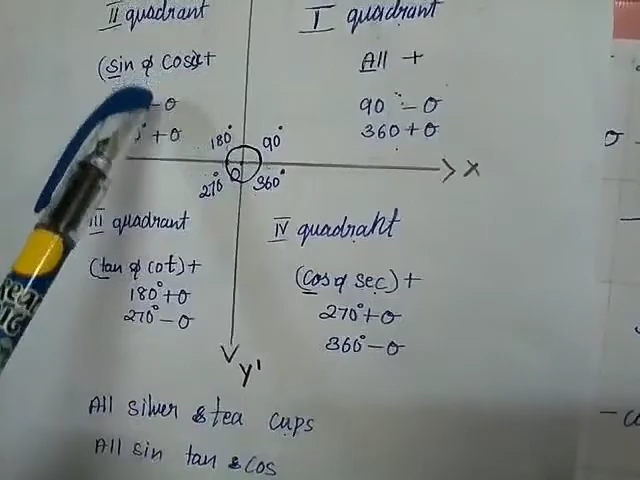 II quadrant
I quadrant
(sin & cosec +
All +
– θ
90° – θ
° + θ
360 + θ
180°
90°
> x
270°
360°
III quadrant
IV quadrant
(tan & cot) +
(cos & sec) +
180° + θ
270° + θ
270° – θ
360° – θ
y'
All silver & tea cups
All sin tan & cos